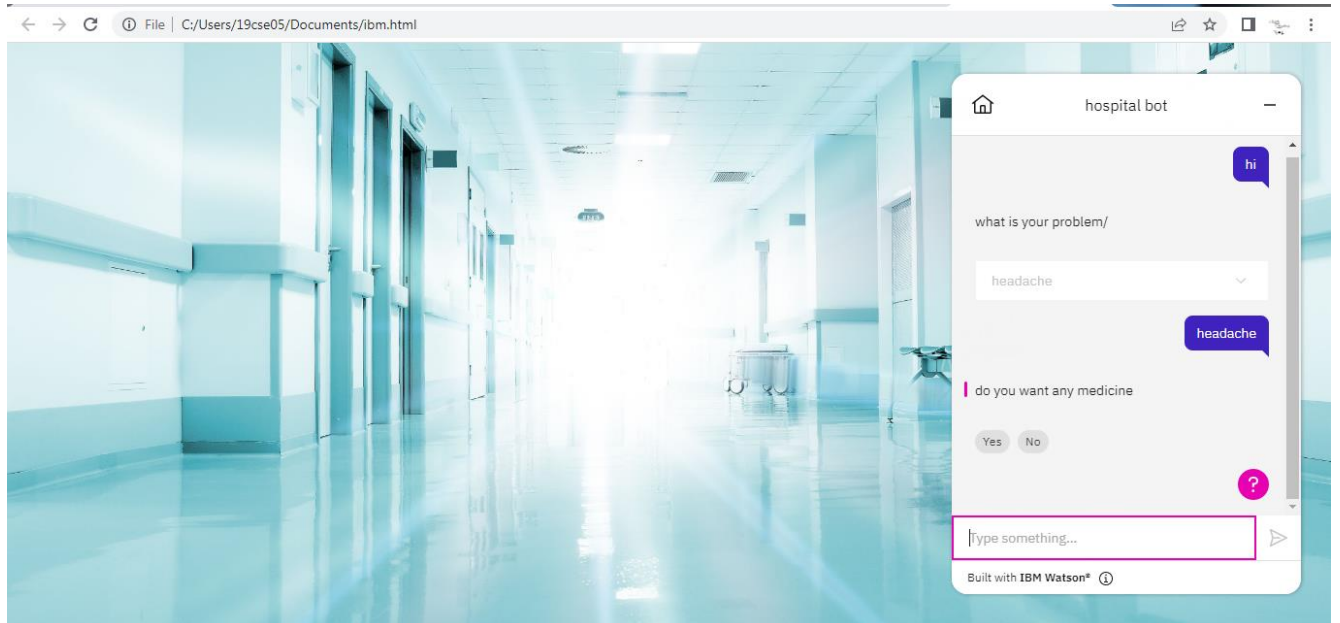 File | C:/Users/19cse05/Documents/ibm.html
hospital bot
hi
what is your problem/
headache
headache
do you want any medicine
Yes No
?
Type something...
Built with IBM Watson®